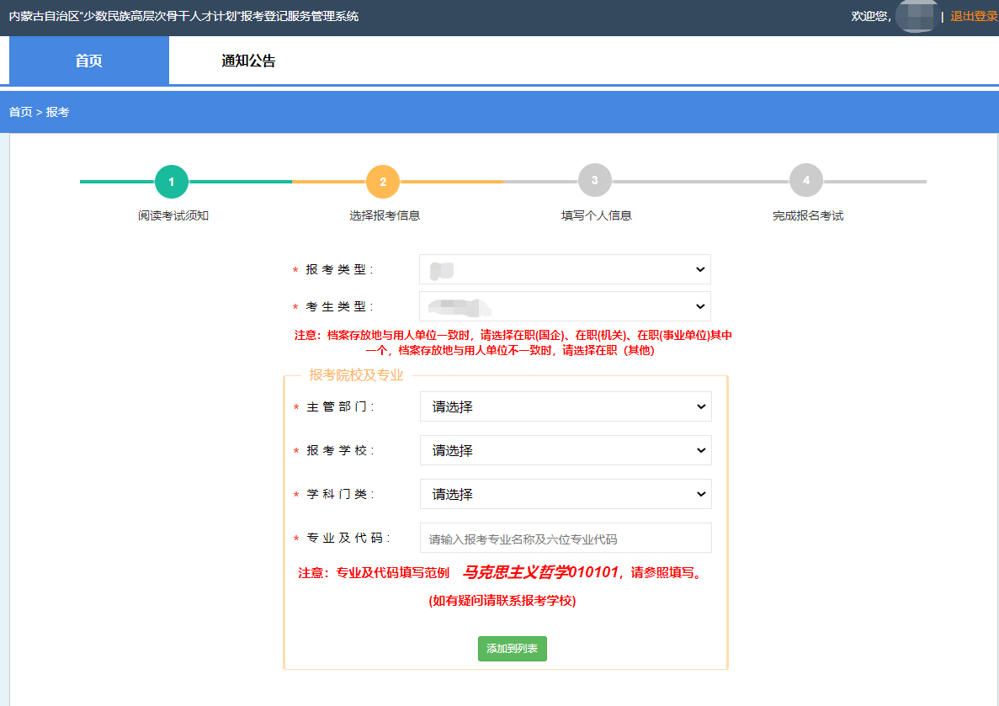 内蒙古自治区"少数民族高层次骨干人才计划"报考登记服务管理系统
欢迎您, | 退出登录
首页 通知公告
首页 > 报考
1 2 3 4
阅读考试须知 选择报考信息 填写个人信息 完成报名考试
* 报考类型:
* 考生类型:
注意：档案存放地与用人单位一致时，请选择在职(国企)、在职(机关)、在职(事业单位)其中
一个，档案存放地与用人单位不一致时，请选择在职（其他）
报考院校及专业
* 主管部门: 请选择
* 报考学校: 请选择
* 学科门类: 请选择
* 专业及代码: 请输入报考专业名称及六位专业代码
注意：专业及代码填写范例 马克思主义哲学010101，请参照填写。
(如有疑问请联系报考学校)
添加到列表